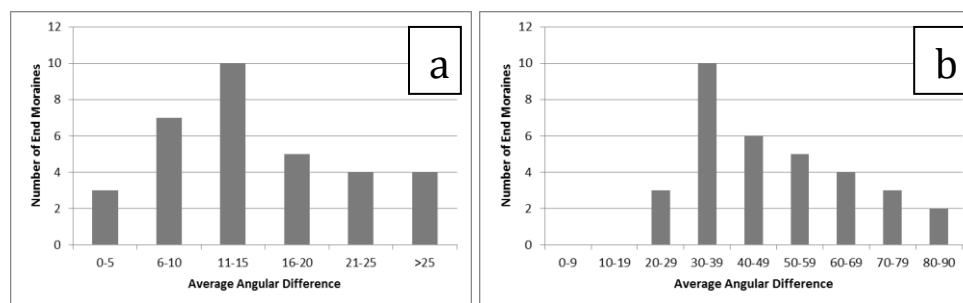 a
12
10
8
6
4
2
0
Number of End Moraines
0-5 6-10 11-15 16-20 21-25 >25
Average Angular Difference
b
12
10
8
6
4
2
0
Number of End Moraines
0-9 10-19 20-29 30-39 40-49 50-59 60-69 70-79 80-90
Average Angular Difference